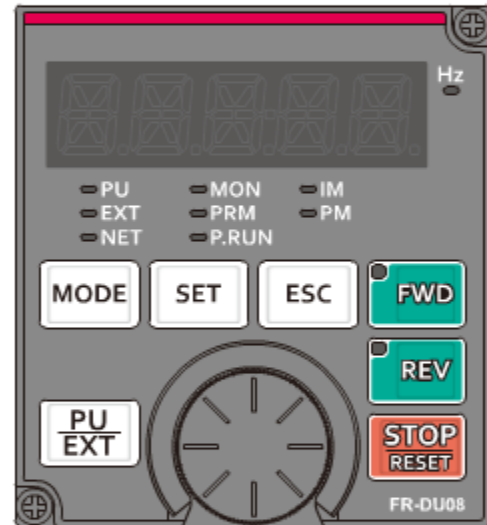 Hz
PU MON IM
EXT PRM PM
NET P.RUN
MODE SET ESC FWD
REV
PU
EXT
STOP
RESET
FR-DU08